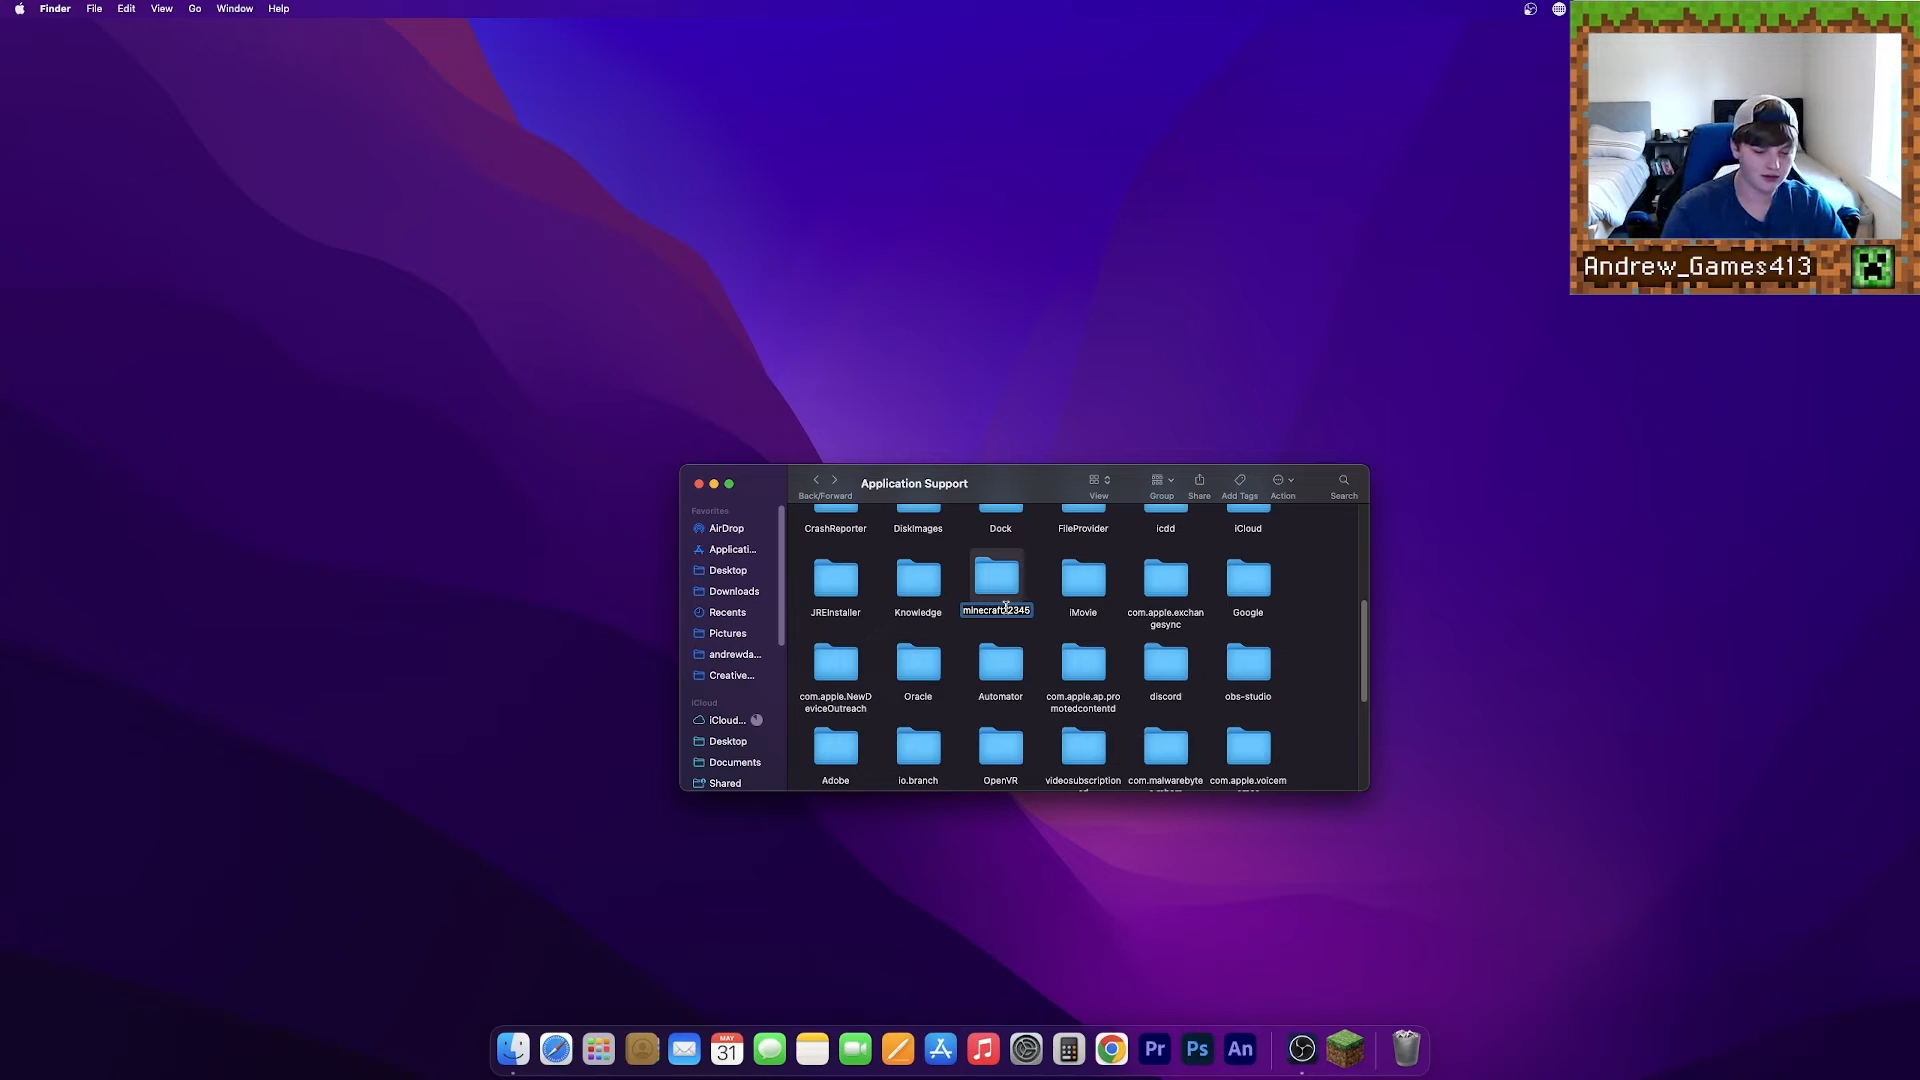 Finder File Edit View Go Window Help
Andrew_Games413
Application Support
Back/Forward View Group Share Add Tags Action Search
Favorites
AirDrop
Applicati...
Desktop
Downloads
Recents
Pictures
andrewda...
Creative...
iCloud
iCloud...
Desktop
Documents
Shared
CrashReporter DiskImages Dock FileProvider icdd iCloud
JREInstaller Knowledge minecraft12345 iMovie com.apple.exchan
gesync Google
com.apple.NewD
eviceOutreach Oracle Automator com.apple.ap.pro
motedcontentd discord obs-studio
Adobe io.branch OpenVR videosubscription com.malwarebyte com.apple.voicem
MAY
31
Pr Ps An